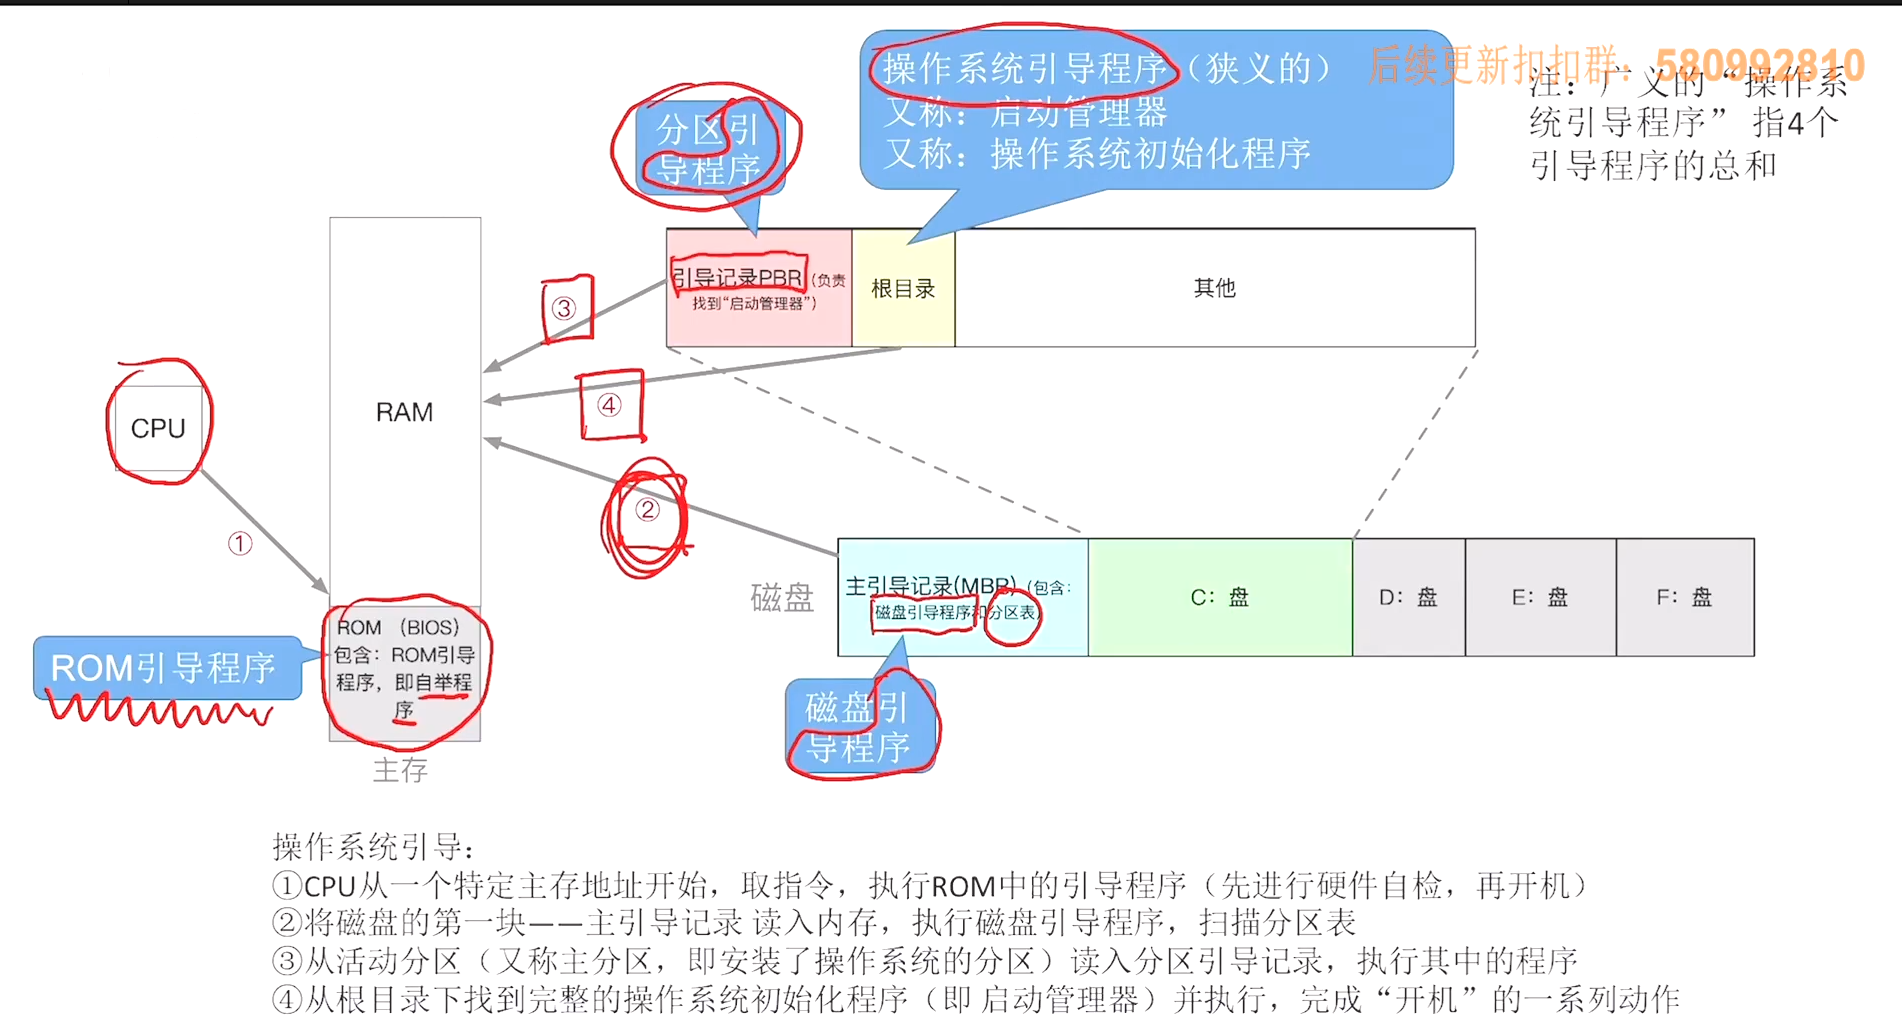 后续更新扣扣群：580992810
操作系统引导程序（狭义的）
又称：启动管理器
又称：操作系统初始化程序
注：广义的“操作系
统引导程序” 指4个
引导程序的总和
分区引
导程序
引导记录PBR（负责
找到“启动管理器”）
根目录
其他
③
④
②
①
CPU
RAM
ROM （BIOS）
包含：ROM引导
程序，即自举程
序
ROM引导程序
主存
磁盘
主引导记录(MBR)（包含：
磁盘引导程序和分区表）
C：盘
D：盘
E：盘
F：盘
磁盘引
导程序
操作系统引导：
①CPU从一个特定主存地址开始，取指令，执行ROM中的引导程序（先进行硬件自检，再开机）
②将磁盘的第一块——主引导记录 读入内存，执行磁盘引导程序，扫描分区表
③从活动分区（又称主分区，即安装了操作系统的分区）读入分区引导记录，执行其中的程序
④从根目录下找到完整的操作系统初始化程序（即 启动管理器）并执行，完成“开机”的一系列动作